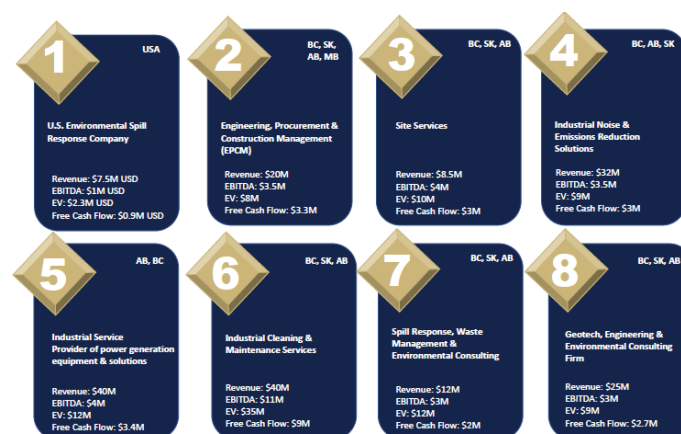 1
USA
U.S. Environmental Spill
Response Company
Revenue: $7.5M USD
EBITDA: $1M USD
EV: $2.3M USD
Free Cash Flow: $0.9M USD
2
BC, SK,
AB, MB
Engineering, Procurement &
Construction Management
(EPCM)
Revenue: $20M
EBITDA: $3.5M
EV: $8M
Free Cash Flow: $3.3M
3
BC, SK, AB
Site Services
Revenue: $8.5M
EBITDA: $4M
EV: $10M
Free Cash Flow: $3M
4
BC, AB, SK
Industrial Noise &
Emissions Reduction
Solutions
Revenue: $32M
EBITDA: $3.5M
EV: $9M
Free Cash Flow: $3M
5
AB, BC
Industrial Service
Provider of power generation
equipment & solutions
Revenue: $40M
EBITDA: $4M
EV: $12M
Free Cash Flow: $3.4M
6
BC, SK, AB
Industrial Cleaning &
Maintenance Services
Revenue: $40M
EBITDA: $11M
EV: $35M
Free Cash Flow: $9M
7
BC, SK, AB
Spill Response, Waste
Management &
Environmental Consulting
Revenue: $12M
EBITDA: $3M
EV: $12M
Free Cash Flow: $2M
8
BC, SK, AB
Geotech, Engineering &
Environmental Consulting
Firm
Revenue: $25M
EBITDA: $3M
EV: $9M
Free Cash Flow: $2.7M